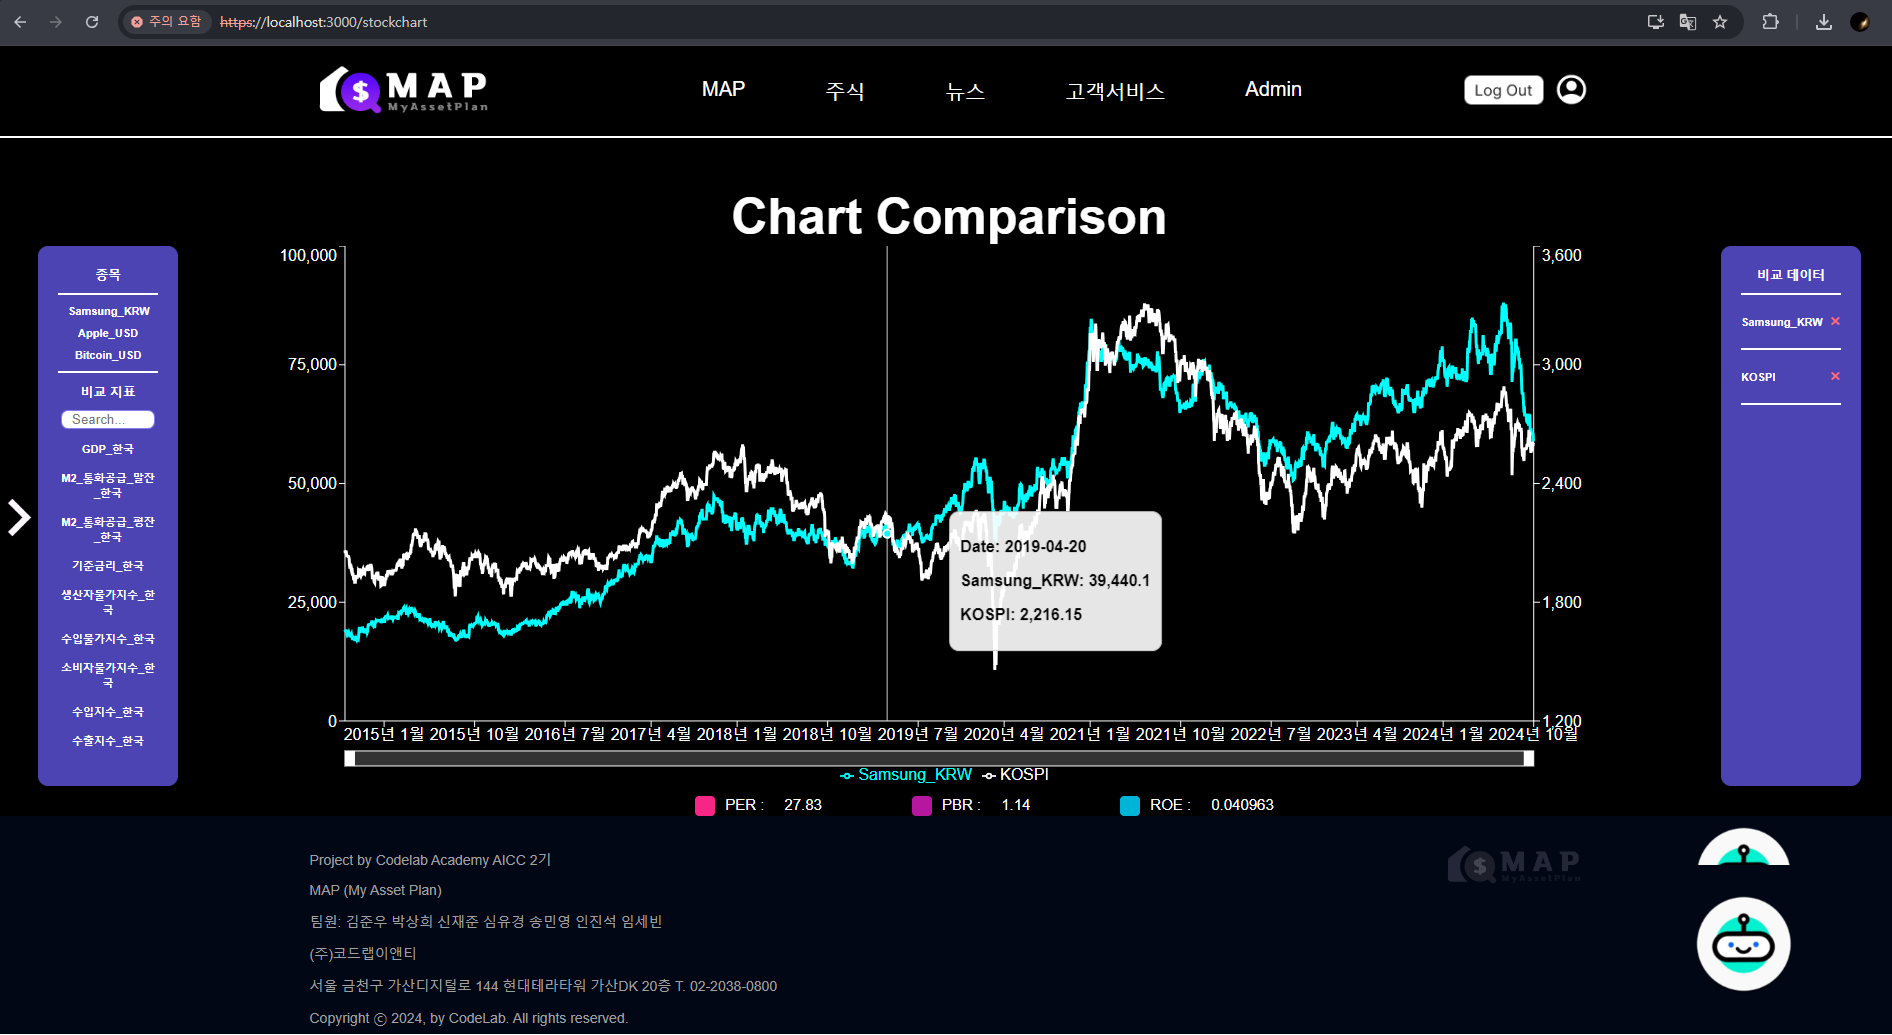 주의 요함
https://localhost:3000/stockchart
MAP
MyAssetPlan
MAP
주식
뉴스
고객서비스
Admin
Log Out
Chart Comparison
종목
Samsung_KRW
Apple_USD
Bitcoin_USD
비교 지표
Search...
GDP_한국
M2_통화공급_말잔
_한국
M2_통화공급_평잔
_한국
기준금리_한국
생산자물가지수_한
국
수입물가지수_한국
소비자물가지수_한
국
수입지수_한국
수출지수_한국
100,000
75,000
50,000
25,000
0
3,600
3,000
2,400
1,800
1,200
Date: 2019-04-20
Samsung_KRW: 39,440.1
KOSPI: 2,216.15
2015년 1월 2015년 10월 2016년 7월 2017년 4월 2018년 1월 2018년 10월 2019년 7월 2020년 4월 2021년 1월 2021년 10월 2022년 7월 2023년 4월 2024년 1월 2024년 10월
Samsung_KRW KOSPI
PER : 27.83 PBR : 1.14 ROE : 0.040963
비교 데이터
Samsung_KRW ×
KOSPI ×
Project by Codelab Academy AICC 2기
MAP (My Asset Plan)
팀원: 김준우 박상희 신재준 심유경 송민영 인진석 임세빈
(주)코드랩이앤티
서울 금천구 가산디지털로 144 현대테라타워 가산DK 20층 T. 02-2038-0800
Copyright ⓒ 2024, by CodeLab. All rights reserved.
MAP
MyAssetPlan